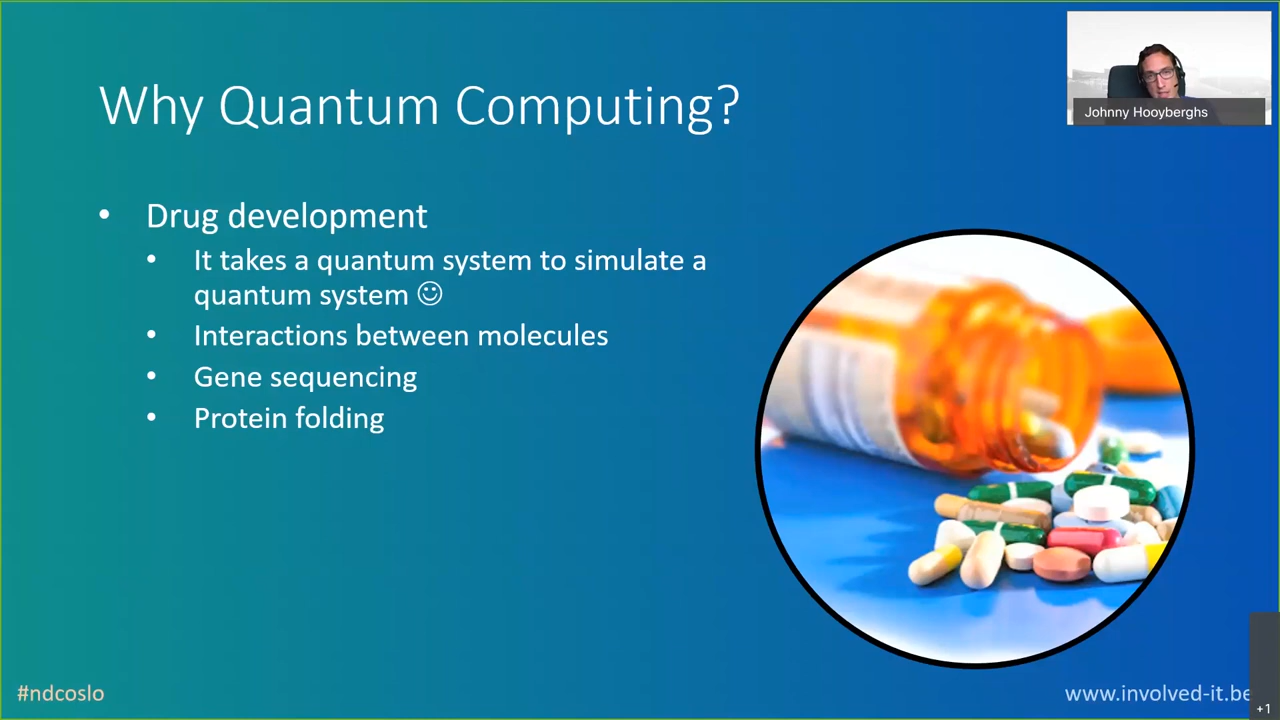 Why Quantum Computing?
Johnny Hooyberghs
• Drug development
• It takes a quantum system to simulate a
quantum system ☺
• Interactions between molecules
• Gene sequencing
• Protein folding
#ndcoslo
www.involved-it.be
+1